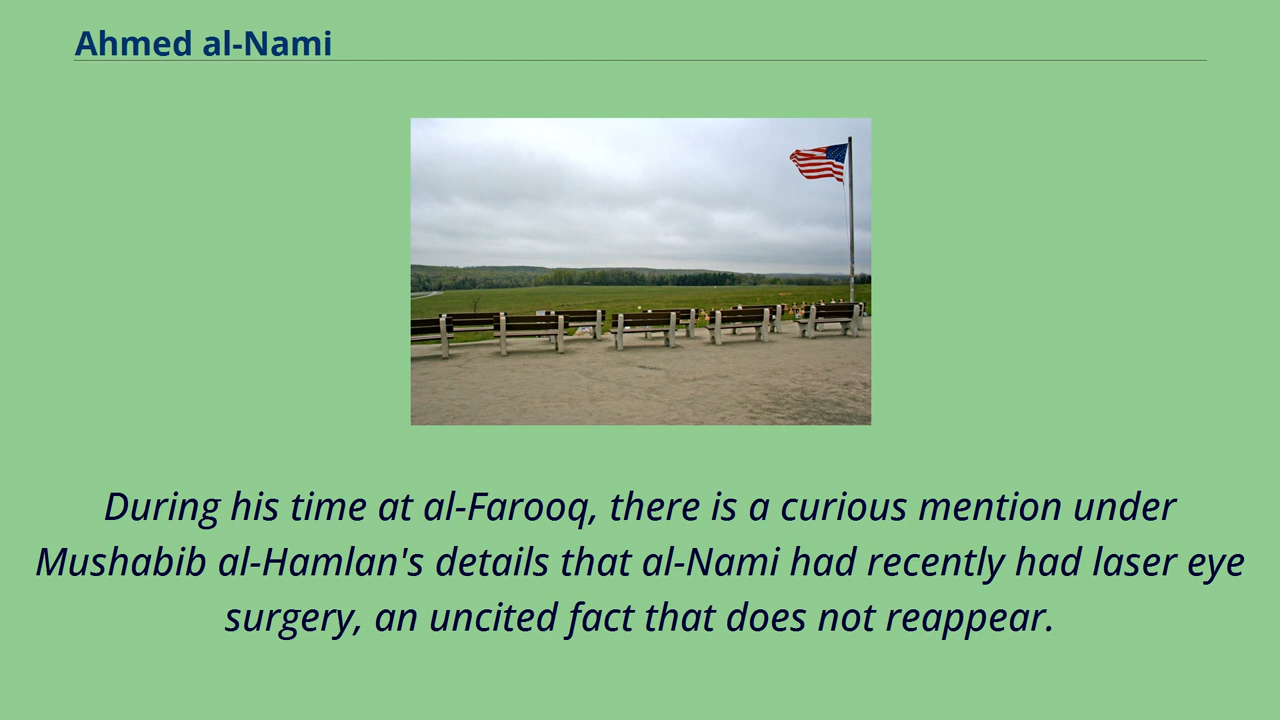 Ahmed al-Nami
During his time at al-Farooq, there is a curious mention under
Mushabib al-Hamlan's details that al-Nami had recently had laser eye
surgery, an uncited fact that does not reappear.